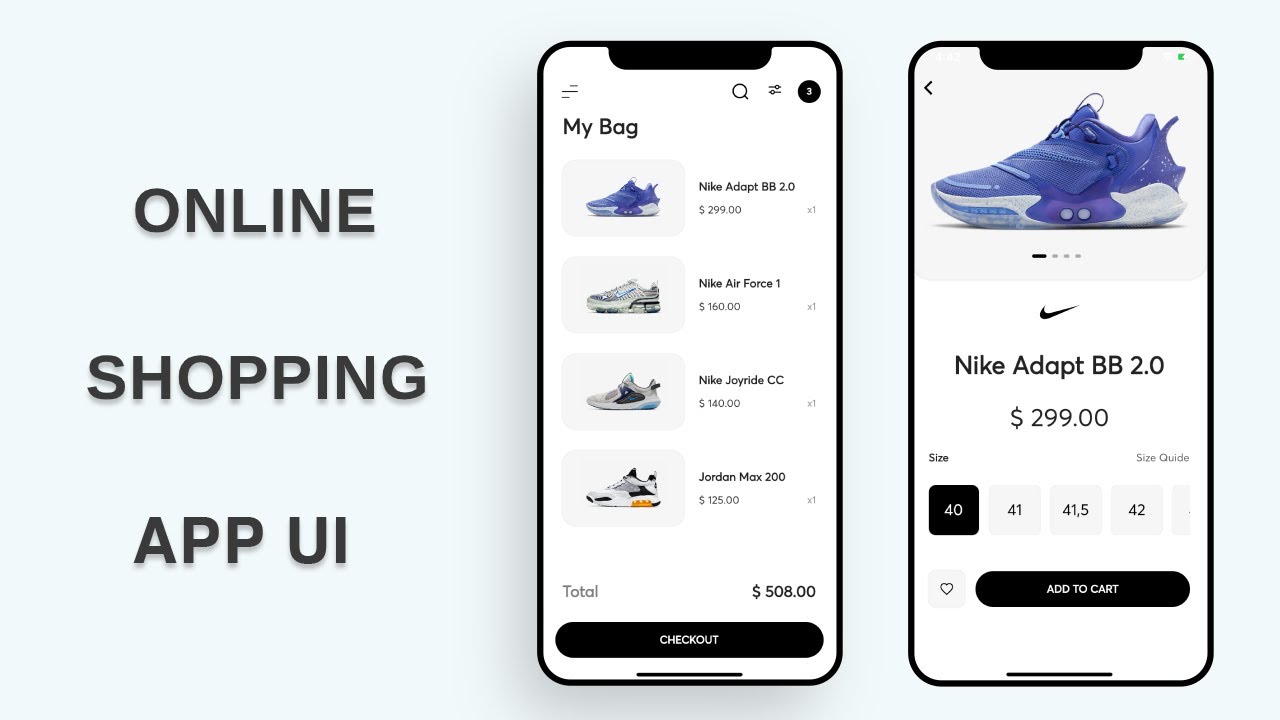 ONLINE
SHOPPING
APP UI
3
My Bag
Nike Adapt BB 2.0
$ 299.00 x1
Nike Air Force 1
$ 160.00 x1
Nike Joyride CC
$ 140.00 x1
Jordan Max 200
$ 125.00 x1
Total $ 508.00
CHECKOUT
Nike Adapt BB 2.0
$ 299.00
Size Size Quide
40 41 41,5 42
ADD TO CART